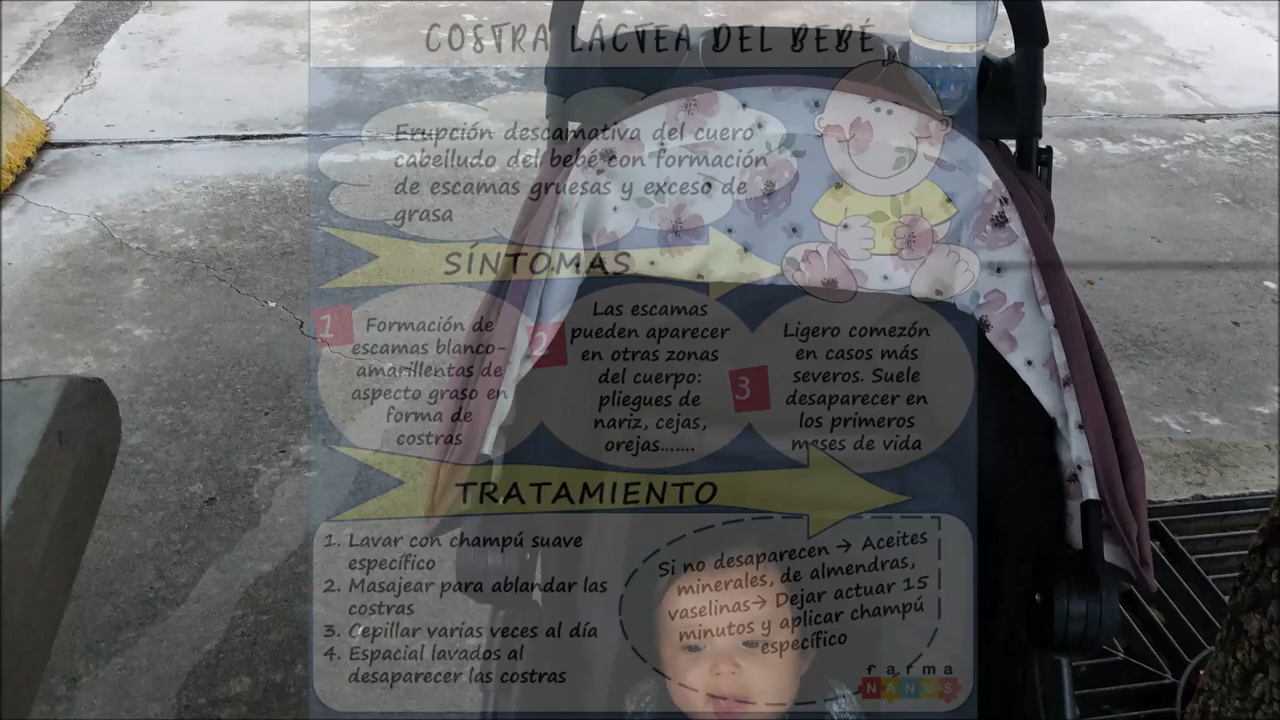 COSTRA LÁCTEA DEL BEBÉ
Erupción descamativa del cuero
cabelludo del bebé con formación
de escamas gruesas y exceso de
grasa
SÍNTOMAS
1
Formación de
escamas blanco-
amarillentas de
aspecto graso en
forma de
costras
2
Las escamas
pueden aparecer
en otras zonas
del cuerpo:
pliegues de
nariz, cejas,
orejas.......
3
Ligero comezón
en casos más
severos. Suele
desaparecer en
los primeros
meses de vida
TRATAMIENTO
1. Lavar con champú suave
específico
2. Masajear para ablandar las
costras
3. Cepillar varias veces al día
4. Espacial lavados al
desaparecer las costras
Si no desaparecen → Aceites
minerales, de almendras,
vaselinas→ Dejar actuar 15
minutos y aplicar champú
específico
farma
NANUS